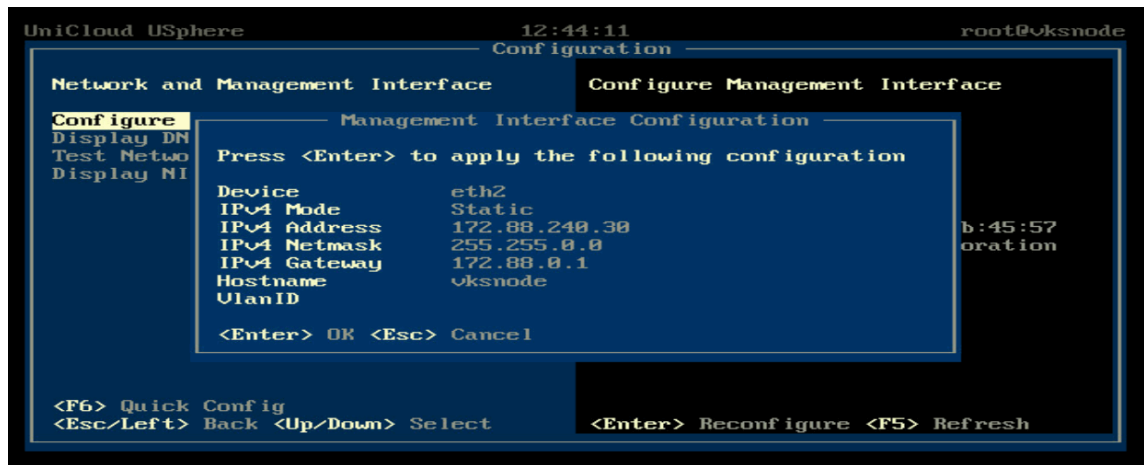 UniCloud USphere 12:44:11 root@vksnode
Configuration
Network and Management Interface Configure Management Interface
Configure
Display DN
Test Netwo
Display NI
Management Interface Configuration
Press <Enter> to apply the following configuration
Device eth2
IPv4 Mode Static
IPv4 Address 172.88.240.30
IPv4 Netmask 255.255.0.0
IPv4 Gateway 172.88.0.1
Hostname vksnode
VlanID
<Enter> OK <Esc> Cancel
b:45:57
oration
<F6> Quick Config
<Esc/Left> Back <Up/Down> Select <Enter> Reconfigure <F5> Refresh